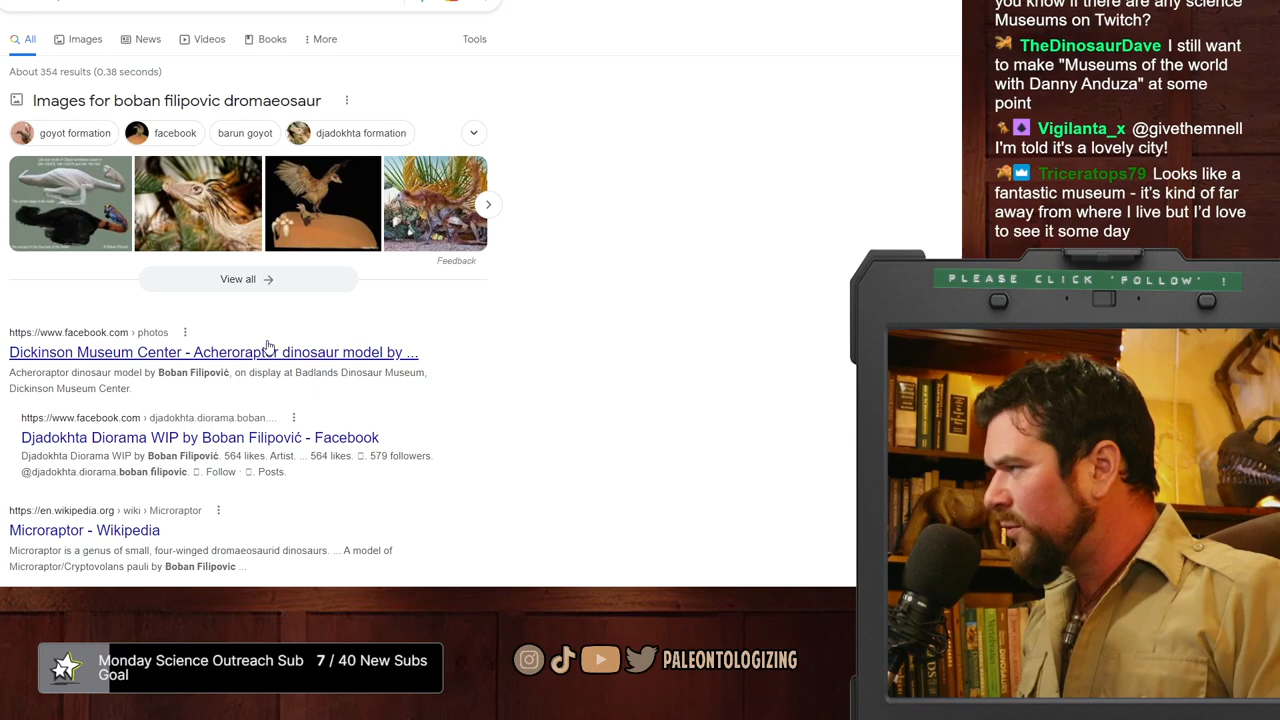 All Images News Videos Books More Tools
About 354 results (0.38 seconds)
Images for boban filipovic dromaeosaur
goyot formation facebook barun goyot djadokhta formation
Feedback
View all
https://www.facebook.com › photos
Dickinson Museum Center - Acheroraptor dinosaur model by ...
Acheroraptor dinosaur model by Boban Filipović, on display at Badlands Dinosaur Museum,
Dickinson Museum Center.
https://www.facebook.com › djadokhta.diorama.boban....
Djadokhta Diorama WIP by Boban Filipović - Facebook
Djadokhta Diorama WIP by Boban Filipović. 564 likes. Artist. ... 564 likes. 579 followers.
@djadokhta.diorama.boban.filipovic. Follow · Posts.
https://en.wikipedia.org › wiki › Microraptor
Microraptor - Wikipedia
Microraptor is a genus of small, four-winged dromaeosaurid dinosaurs. ... A model of
Microraptor/Cryptovolans pauli by Boban Filipovic ...
you know if there are any science
Museums on Twitch?
TheDinosaurDave I still want
to make "Museums of the world
with Danny Anduza" at some
point
Vigilanta_x @givethemnell
I'm told it's a lovely city!
Triceratops79 Looks like a
fantastic museum - it's kind of far
away from where I live but I'd love
to see it some day
PLEASE CLICK 'FOLLOW' !
Monday Science Outreach Sub 7 / 40 New Subs
Goal
PALEONTOLOGIZING